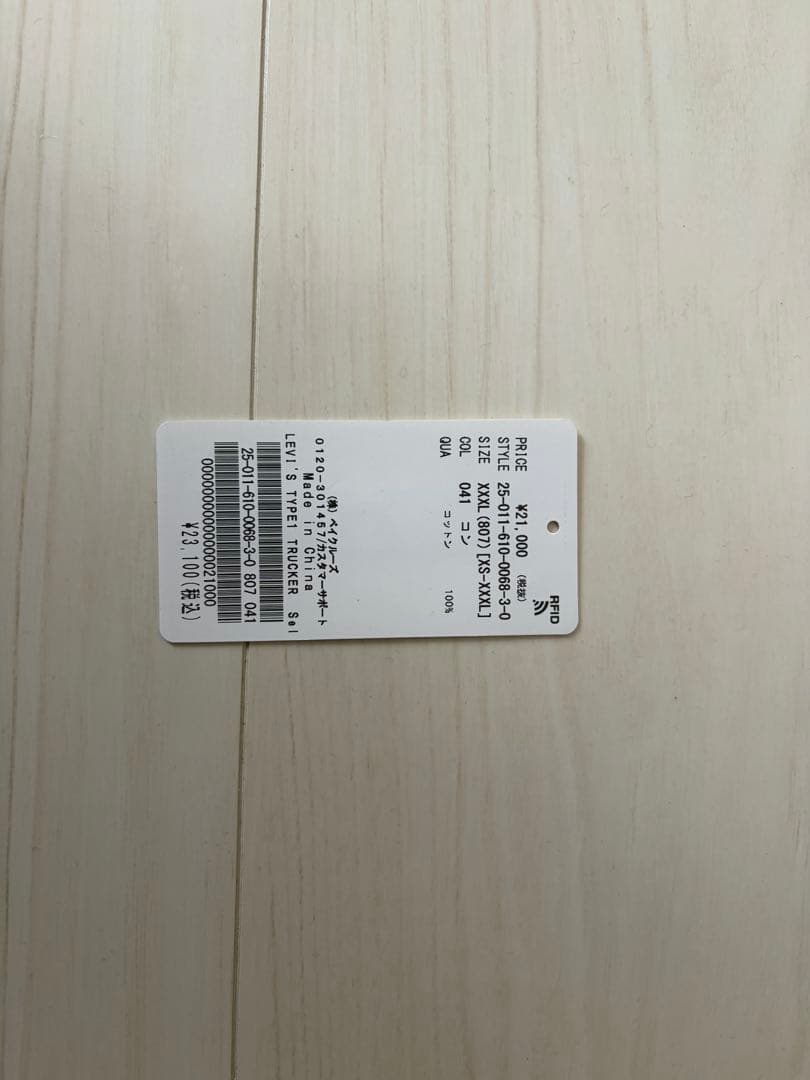 RFID
PRICE ¥21,000 (税抜)
STYLE 25-011-610-0068-3-0
SIZE XXXL(807)[XS-XXXL]
COL 041 コン
QUA コットン 100%
(株)ベイクルーズ
0120-301457/カスタマーサポート
Made in China
LEVI'S TYPE1 TRUCKER Sel
25-011-610-0068-3-0 807 041
0000000000000021000
¥23,100(税込)